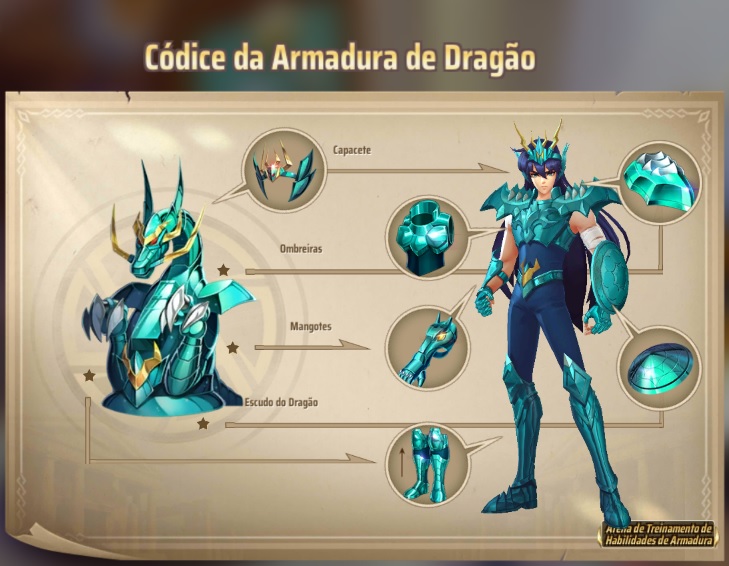 Códice da Armadura de Dragão
Capacete
Ombreiras
Mangotes
Escudo do Dragão
Arena de Treinamento de
Habilidades de Armadura